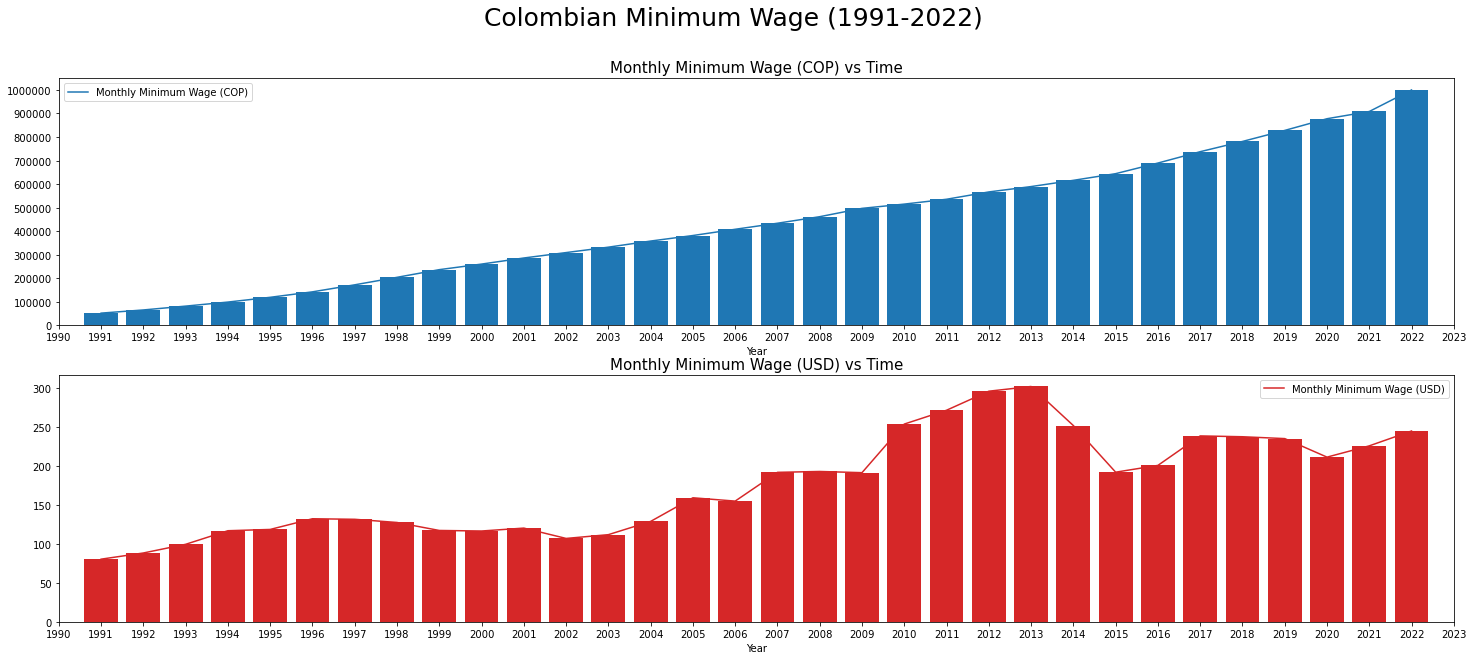 Colombian Minimum Wage (1991-2022)
Monthly Minimum Wage (COP) vs Time
Monthly Minimum Wage (COP)
1000000
900000
800000
700000
600000
500000
400000
300000
200000
100000
0
1990 1991 1992 1993 1994 1995 1996 1997 1998 1999 2000 2001 2002 2003 2004 2005 2006 2007 2008 2009 2010 2011 2012 2013 2014 2015 2016 2017 2018 2019 2020 2021 2022 2023
Year
Monthly Minimum Wage (USD) vs Time
Monthly Minimum Wage (USD)
300
250
200
150
100
50
0
1990 1991 1992 1993 1994 1995 1996 1997 1998 1999 2000 2001 2002 2003 2004 2005 2006 2007 2008 2009 2010 2011 2012 2013 2014 2015 2016 2017 2018 2019 2020 2021 2022 2023
Year